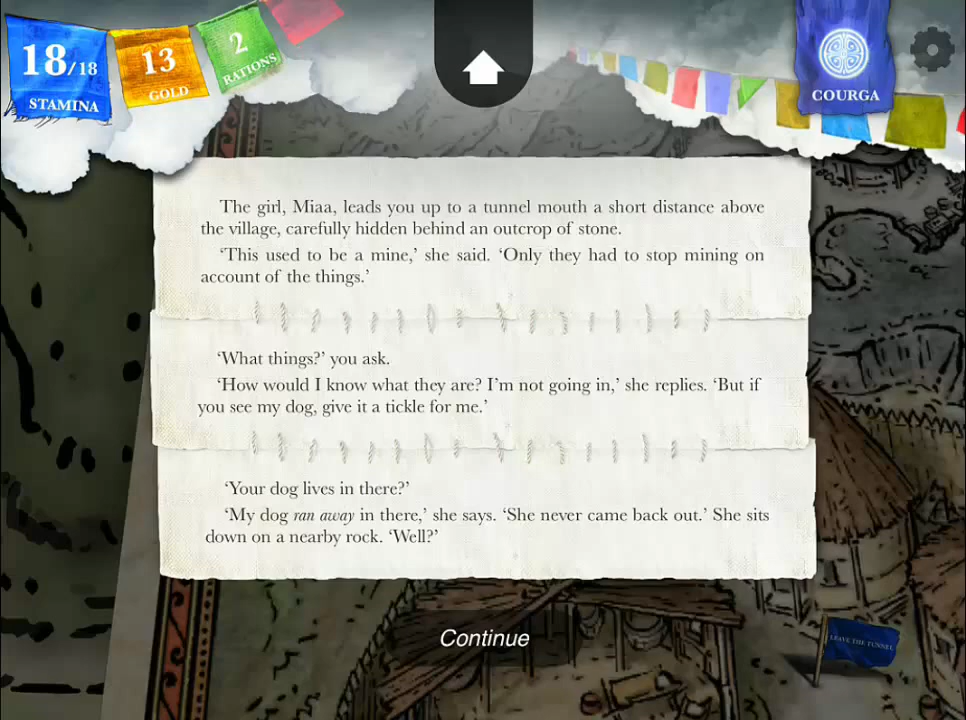 18/18
STAMINA
13
GOLD
2
RATIONS
COURGA
The girl, Miaa, leads you up to a tunnel mouth a short distance above
the village, carefully hidden behind an outcrop of stone.
‘This used to be a mine,’ she said. ‘Only they had to stop mining on
account of the things.’
‘What things?’ you ask.
‘How would I know what they are? I’m not going in,’ she replies. ‘But if
you see my dog, give it a tickle for me.’
‘Your dog lives in there?’
‘My dog ran away in there,’ she says. ‘She never came back out.’ She sits
down on a nearby rock. ‘Well?’
Continue
LEAVE THE TUNNEL